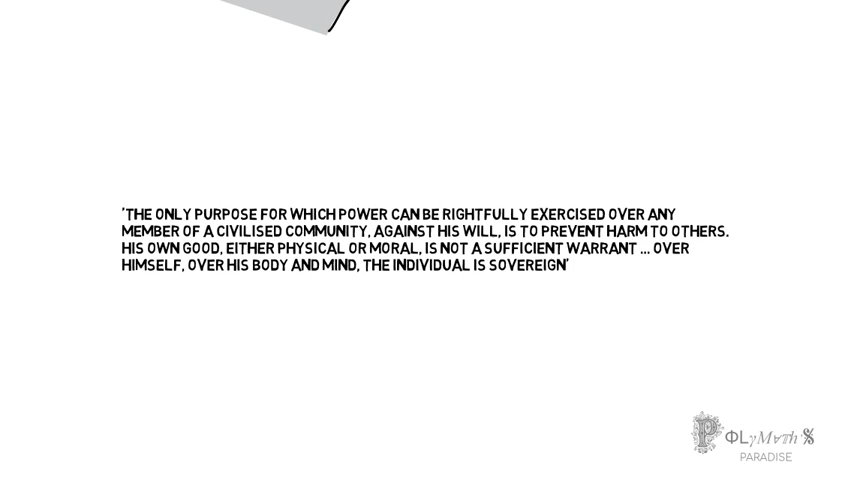 'THE ONLY PURPOSE FOR WHICH POWER CAN BE RIGHTFULLY EXERCISED OVER ANY
MEMBER OF A CIVILISED COMMUNITY, AGAINST HIS WILL, IS TO PREVENT HARM TO OTHERS.
HIS OWN GOOD, EITHER PHYSICAL OR MORAL, IS NOT A SUFFICIENT WARRANT ... OVER
HIMSELF, OVER HIS BODY AND MIND, THE INDIVIDUAL IS SOVEREIGN'
PARADISE